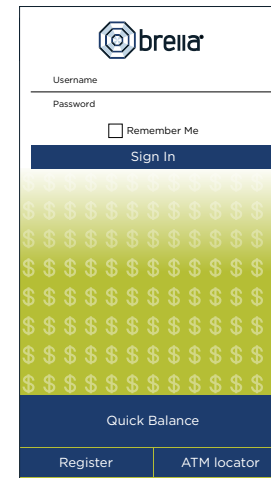 brella
Username
Password
Remember Me
Sign In
$ $ $ $ $ $ $ $ $ $ $ $
$ $ $ $ $ $ $ $ $ $ $ $
$ $ $ $ $ $ $ $ $ $ $ $
$ $ $ $ $ $ $ $ $ $ $ $
$ $ $ $ $ $ $ $ $ $ $ $
$ $ $ $ $ $ $ $ $ $ $ $
$ $ $ $ $ $ $ $ $ $ $ $
$ $ $ $ $ $ $ $ $ $ $ $
Quick Balance
Register ATM locator